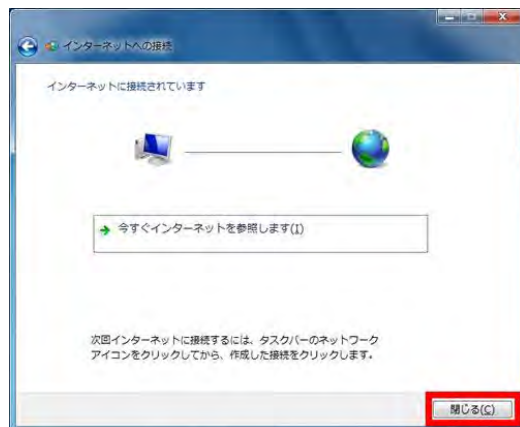 インターネットへの接続
インターネットに接続されています
今すぐインターネットを参照します(I)
次回インターネットに接続するには、タスクバーのネットワーク
アイコンをクリックしてから、作成した接続をクリックします。
閉じる(C)